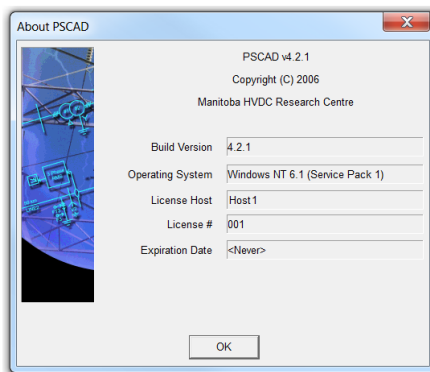 About PSCAD
PSCAD v4.2.1
Copyright (C) 2006
Manitoba HVDC Research Centre
Build Version 4.2.1
Operating System Windows NT 6.1 (Service Pack 1)
License Host Host1
License # 001
Expiration Date <Never>
OK